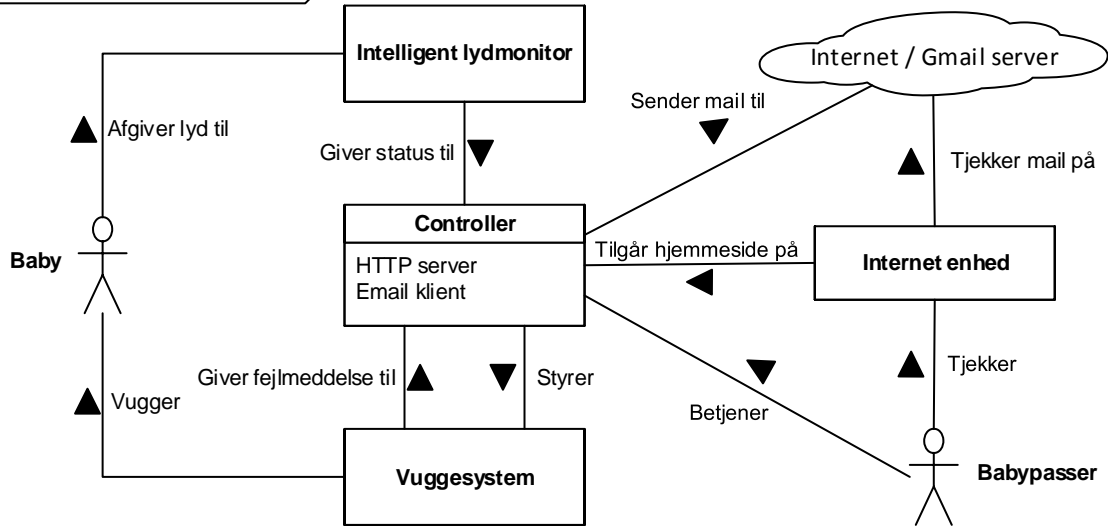 Intelligent lydmonitor
Internet / Gmail server
Sender mail til
Afgiver lyd til
Giver status til
Tjekker mail på
Controller
Baby
Tilgår hjemmeside på
Internet enhed
HTTP server
Email klient
Giver fejlmeddelse til
Styrer
Tjekker
Vugger
Betjener
Vuggesystem
Babypasser